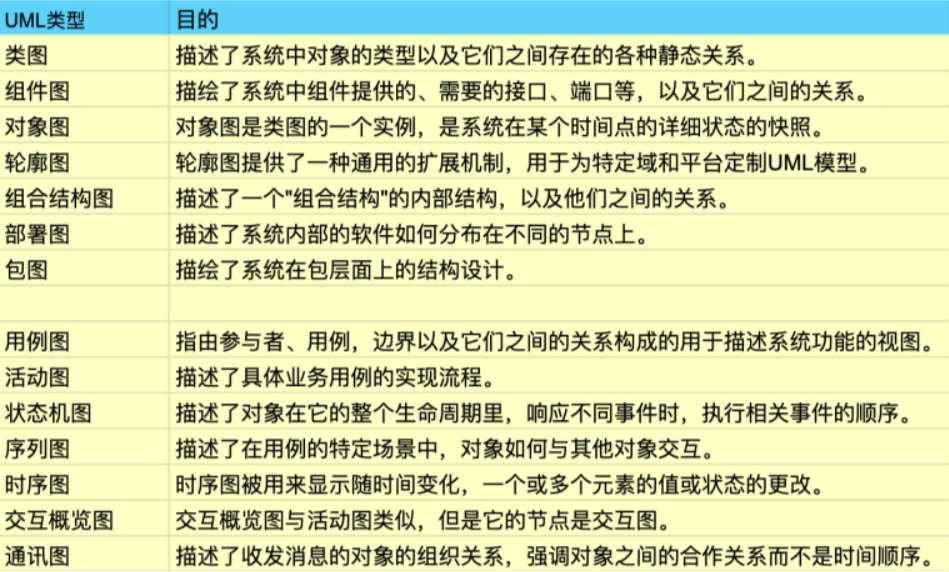 UML类型 目的
类图 描述了系统中对象的类型以及它们之间存在的各种静态关系。
组件图 描绘了系统中组件提供的、需要的接口、端口等，以及它们之间的关系。
对象图 对象图是类图的一个实例，是系统在某个时间点的详细状态的快照。
轮廓图 轮廓图提供了一种通用的扩展机制，用于为特定域和平台定制UML模型。
组合结构图 描述了一个"组合结构"的内部结构，以及他们之间的关系。
部署图 描述了系统内部的软件如何分布在不同的节点上。
包图 描绘了系统在包层面上的结构设计。
用例图 指由参与者、用例，边界以及它们之间的关系构成的用于描述系统功能的视图。
活动图 描述了具体业务用例的实现流程。
状态机图 描述了对象在它的整个生命周期里，响应不同事件时，执行相关事件的顺序。
序列图 描述了在用例的特定场景中，对象如何与其他对象交互。
时序图 时序图被用来显示随时间变化，一个或多个元素的值或状态的更改。
交互概览图 交互概览图与活动图类似，但是它的节点是交互图。
通讯图 描述了收发消息的对象的组织关系，强调对象之间的合作关系而不是时间顺序。